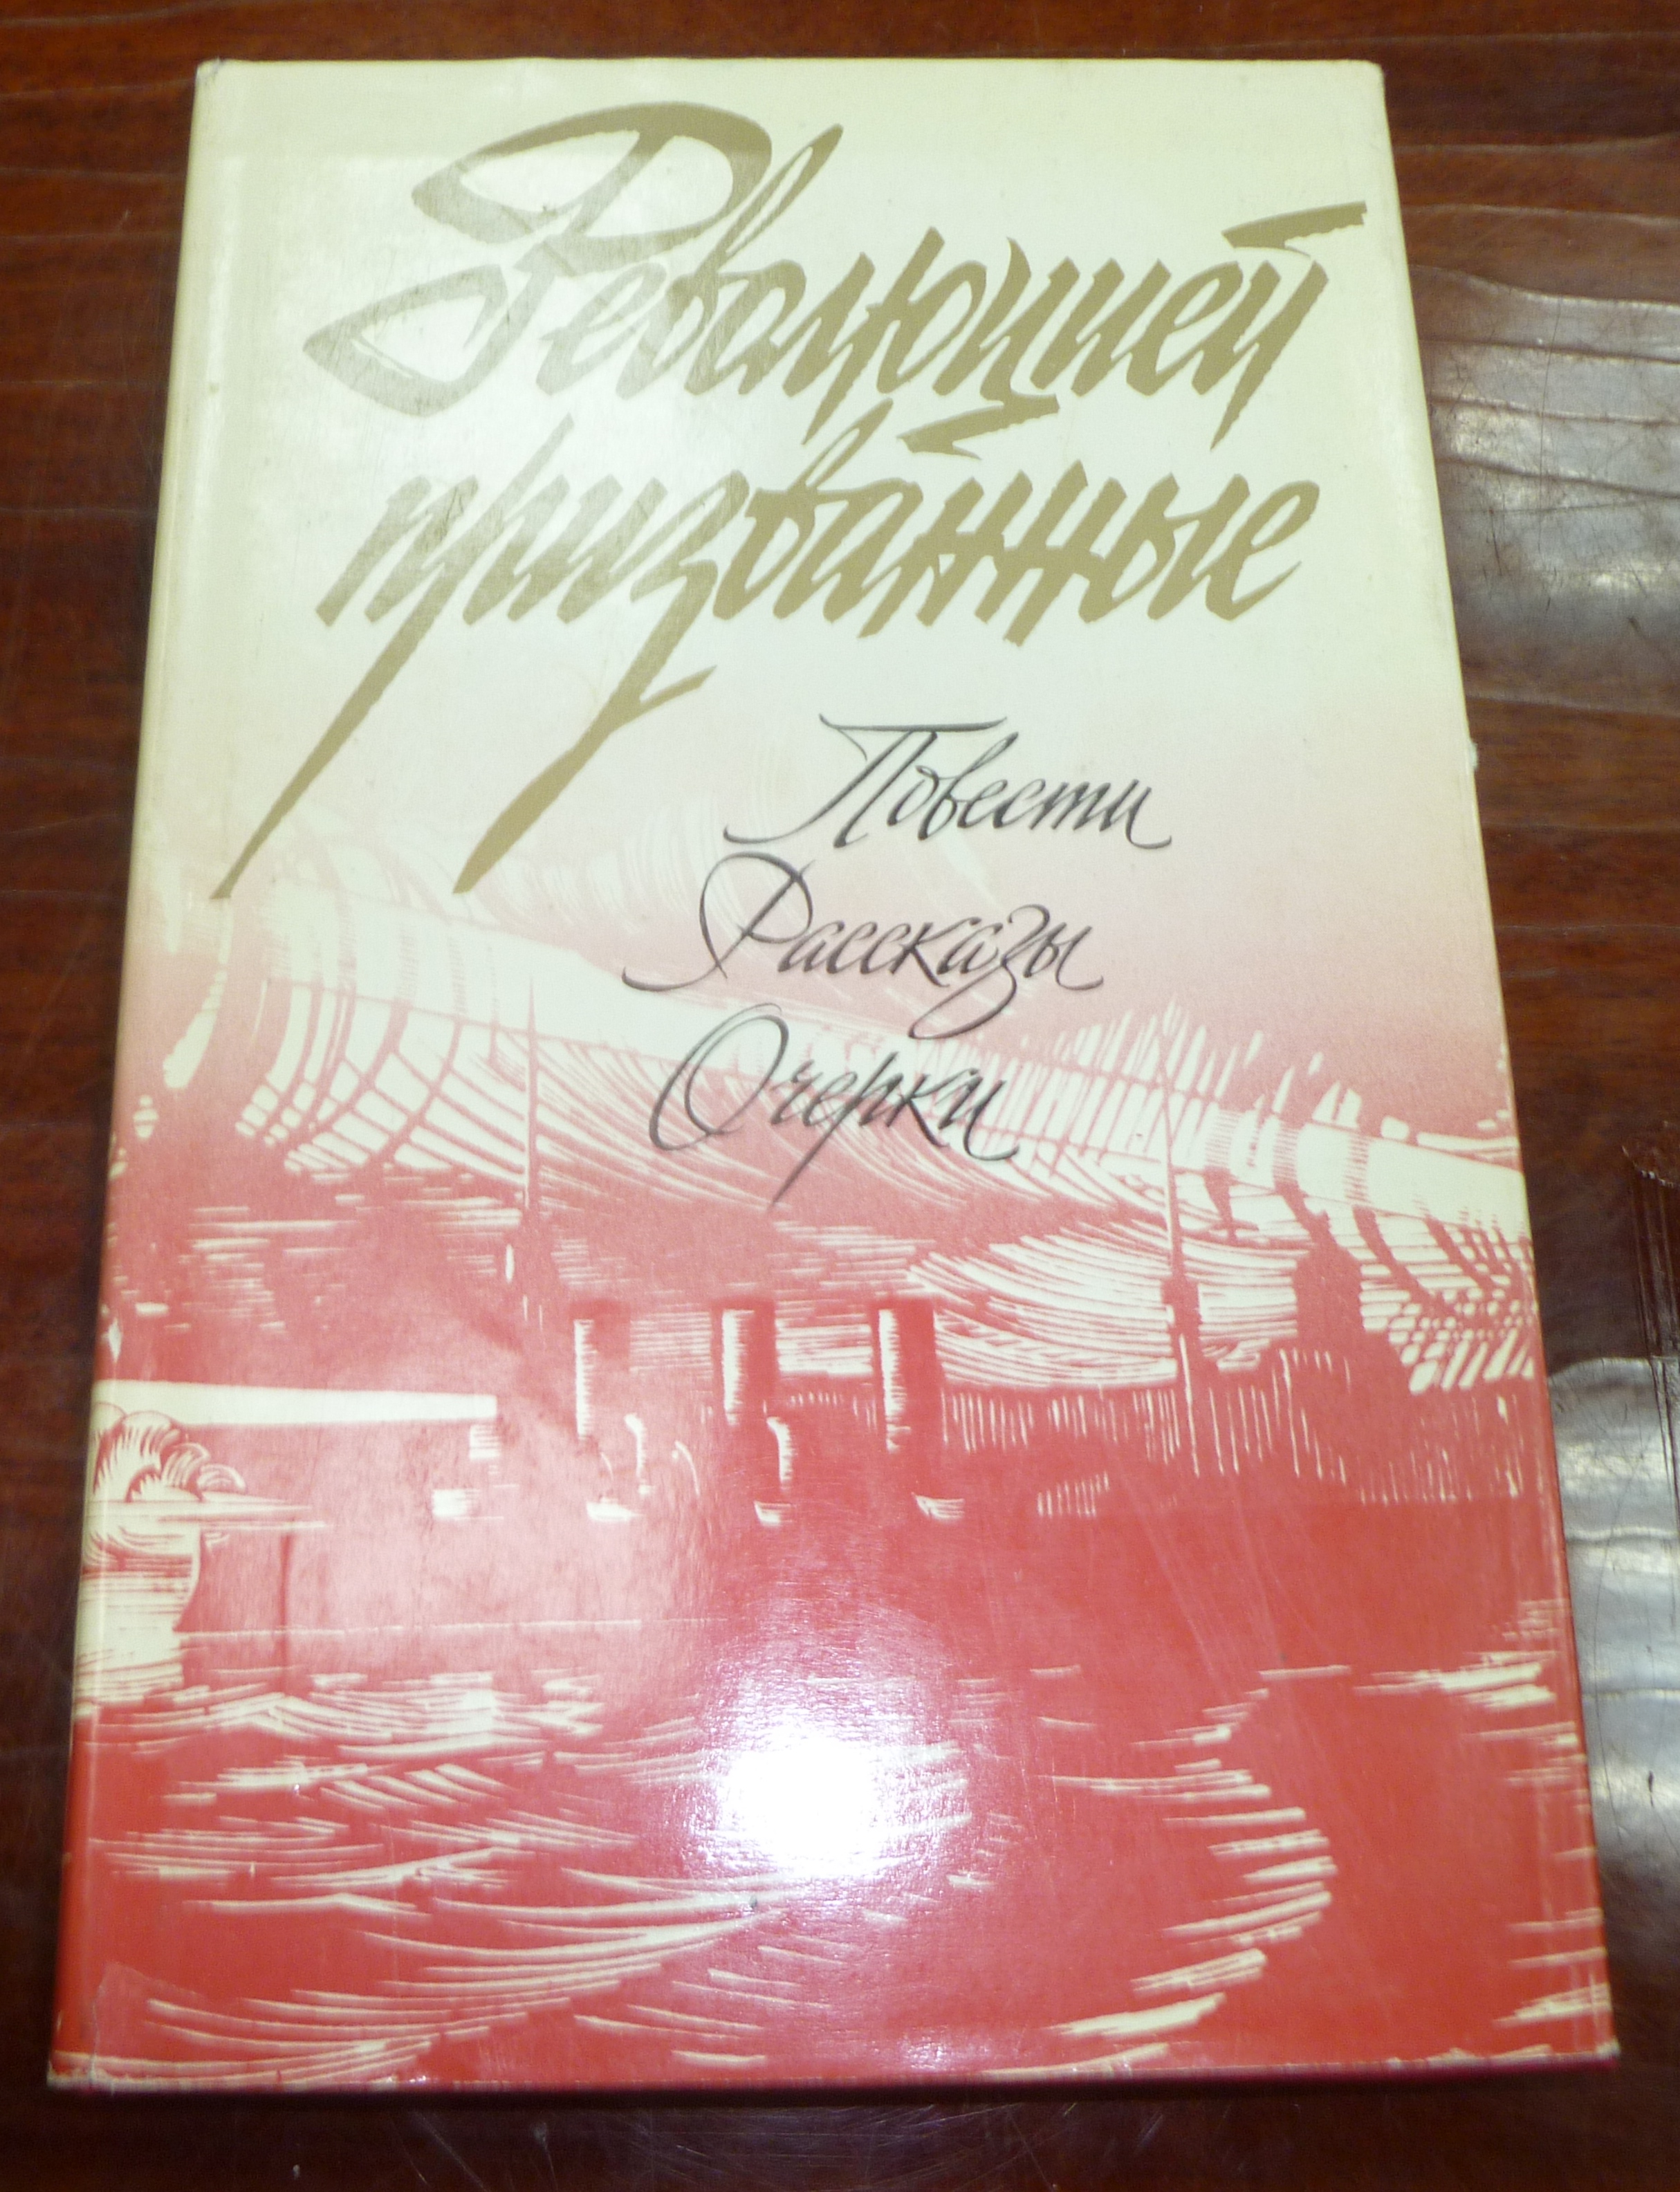 Революцией
призванные
Повести
Рассказы
Очерки